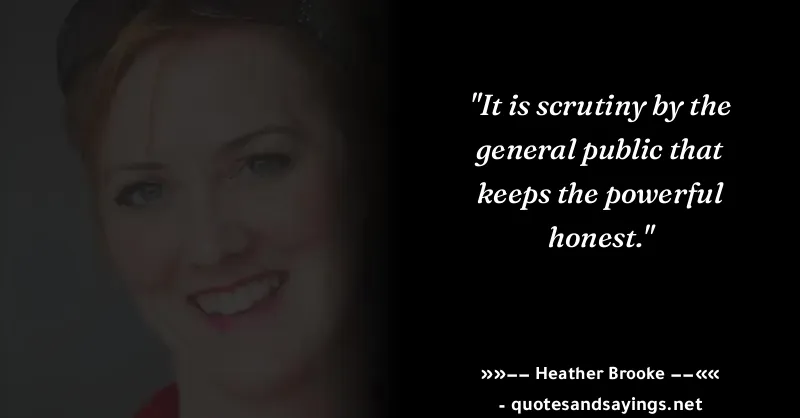 "It is scrutiny by the
general public that
keeps the powerful
honest."
»»−− Heather Brooke −−««
- quotesandsayings.net